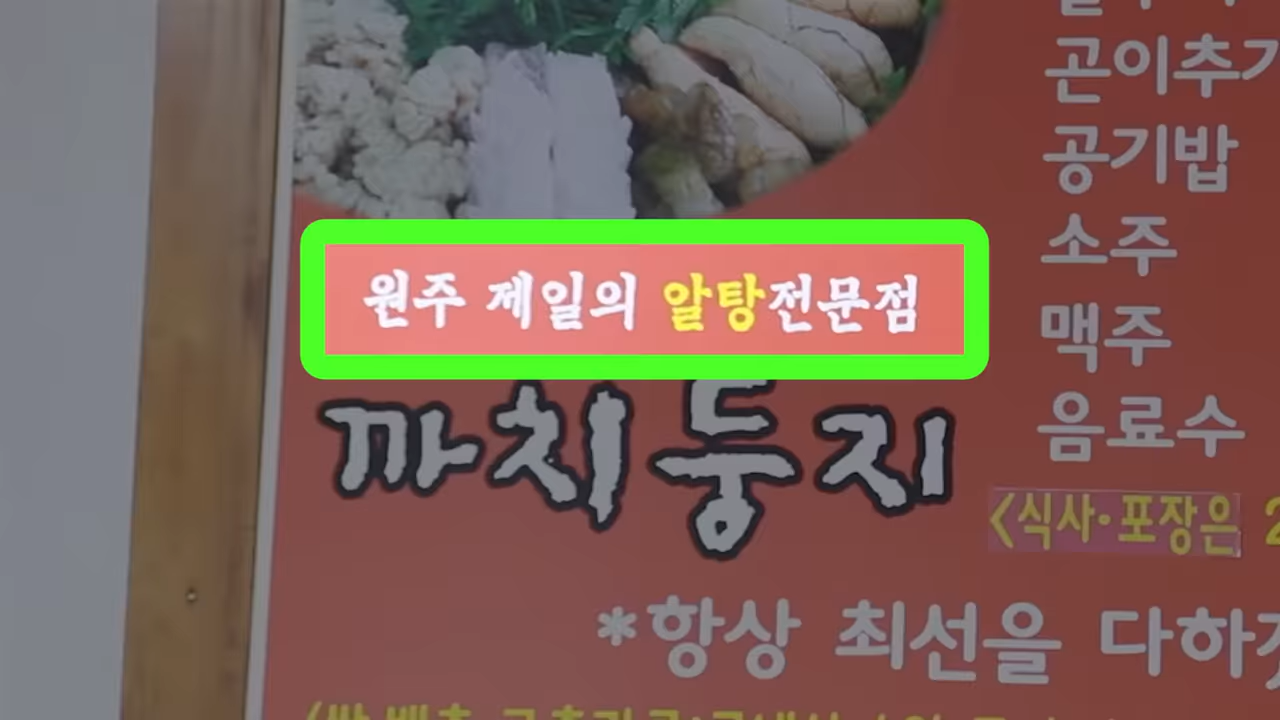 곤이추가
공기밥
소주
맥주
음료수
원주 제일의 알탕전문점
까치둥지
<식사·포장은 2
*항상 최선을 다하